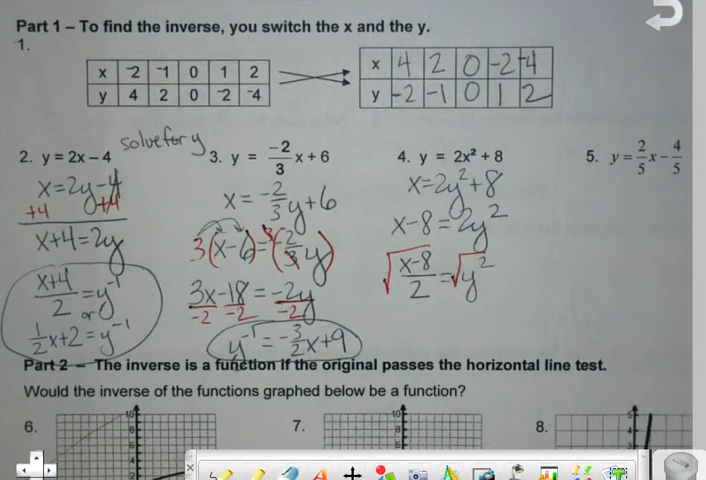 Part 1 – To find the inverse, you switch the x and the y.
1.
x -2 -1 0 1 2
y 4 2 0 -2 -4
x 4 2 0 -2 -4
y -2 -1 0 1 2
solve for y
2. y = 2x – 4
x = 2y - 4
+4 +4
x+4 = 2y
x+4/2 = y⁻¹
or
1/2x + 2 = y⁻¹
3. y = -2/3 x + 6
x = -2/3 y + 6
3(x-6) = 3(-2/3 y)
3x - 18 = -2y
-2 -2 -2
y⁻¹ = -3/2x + 9
4. y = 2x² + 8
x = 2y² + 8
x - 8 = 2y²
√x-8/2 = √y²
5. y = 2/5 x – 4/5
Part 2 – The inverse is a function if the original passes the horizontal line test.
Would the inverse of the functions graphed below be a function?
6.
7.
8.